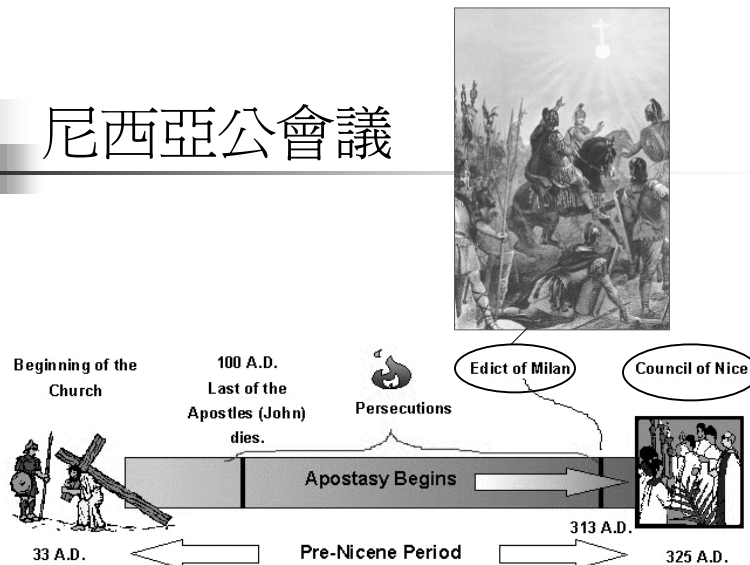 尼西亞公會議
Beginning of the
Church
100 A.D.
Last of the
Apostles (John)
dies.
Persecutions
Edict of Milan
Council of Nice
Apostasy Begins
313 A.D.
33 A.D.
Pre-Nicene Period
325 A.D.